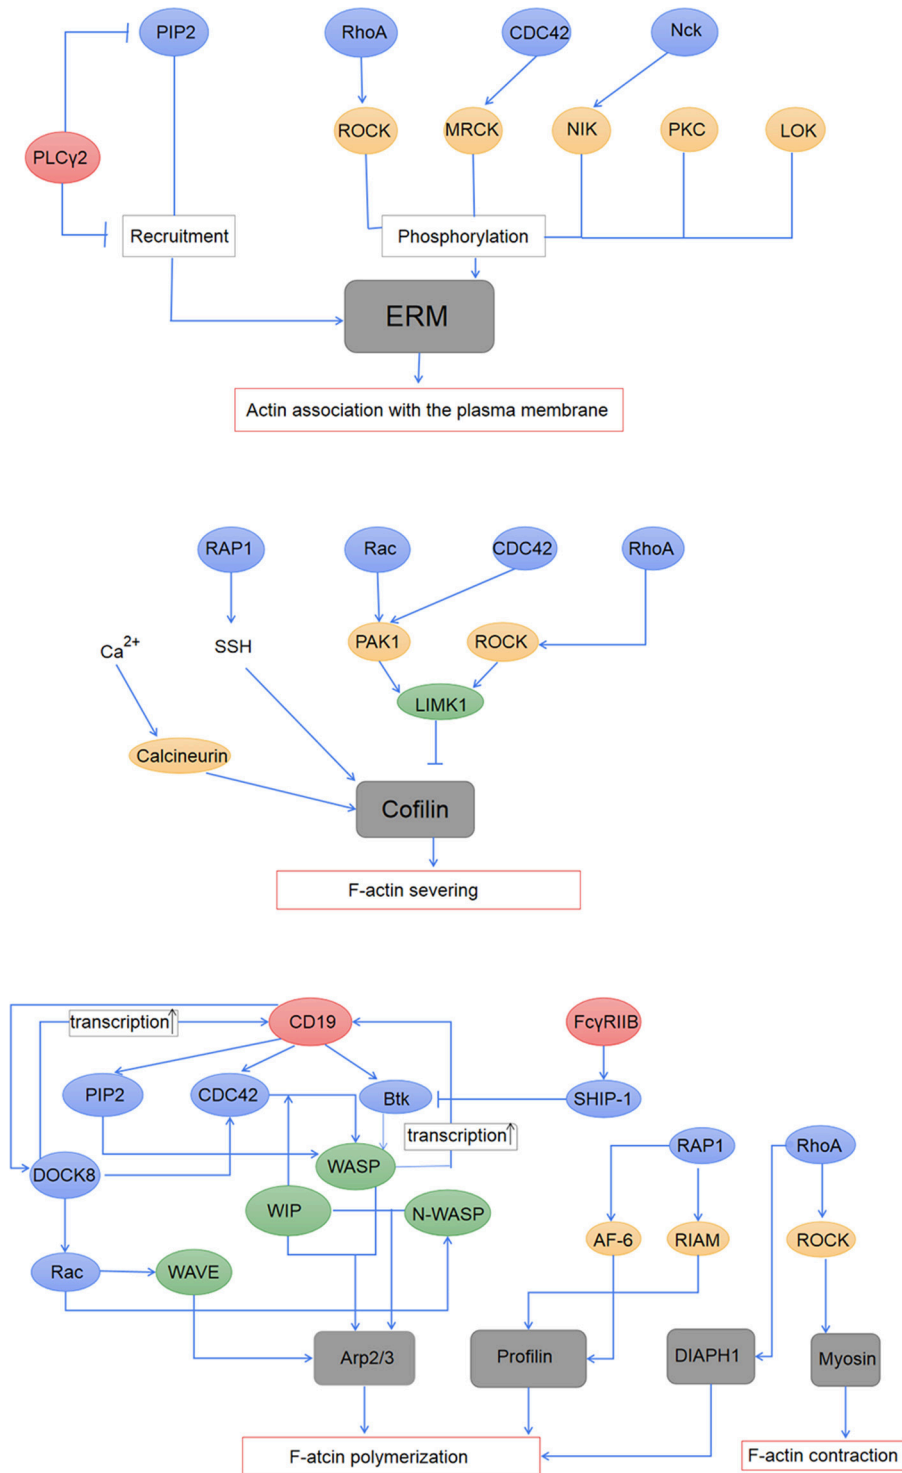 PIP2
RhoA
CDC42
Nck
PLCγ2
ROCK
MRCK
NIK
PKC
LOK
Recruitment
Phosphorylation
ERM
Actin association with the plasma membrane
RAP1
Rac
CDC42
RhoA
Ca2+
SSH
PAK1
ROCK
LIMK1
Calcineurin
Cofilin
F-actin severing
transcription↑
CD19
FcγRIIB
PIP2
CDC42
Btk
SHIP-1
transcription↑
DOCK8
WASP
RAP1
RhoA
WIP
N-WASP
AF-6
RIAM
ROCK
Rac
WAVE
Arp2/3
Profilin
DIAPH1
Myosin
F-atcin polymerization
F-actin contraction